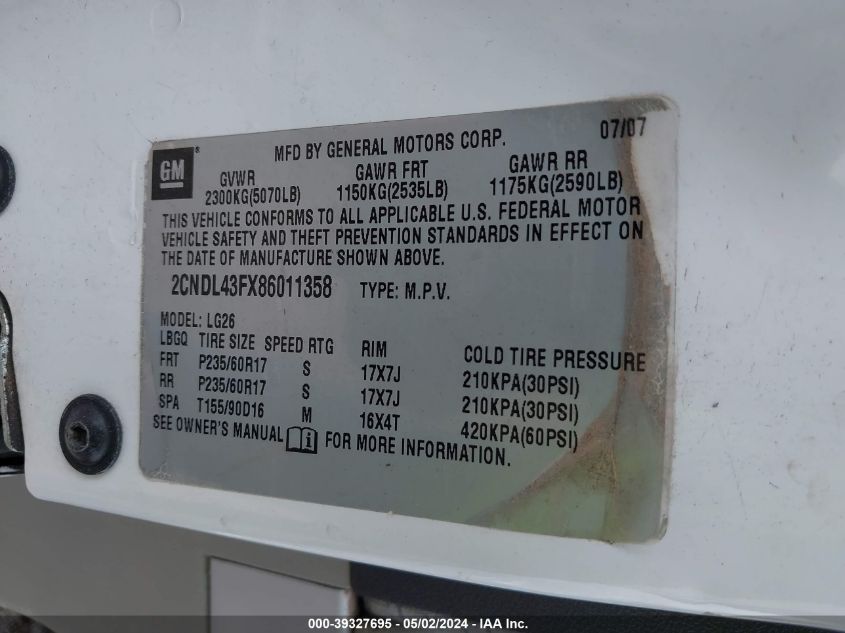 07/07
MFD BY GENERAL MOTORS CORP.
GM®
GVWR GAWR FRT GAWR RR
2300KG(5070LB) 1150KG(2535LB) 1175KG(2590LB)
THIS VEHICLE CONFORMS TO ALL APPLICABLE U.S. FEDERAL MOTOR
VEHICLE SAFETY AND THEFT PREVENTION STANDARDS IN EFFECT ON
THE DATE OF MANUFACTURE SHOWN ABOVE.
2CNDL43FX86011358 TYPE: M.P.V.
MODEL: LG26
LBGQ TIRE SIZE SPEED RTG RIM COLD TIRE PRESSURE
FRT P235/60R17 S 17X7J 210KPA(30PSI)
RR P235/60R17 S 17X7J 210KPA(30PSI)
SPA T155/90D16 M 16X4T 420KPA(60PSI)
SEE OWNER'S MANUAL i FOR MORE INFORMATION.
000-39327695 - 05/02/2024 - IAA Inc.